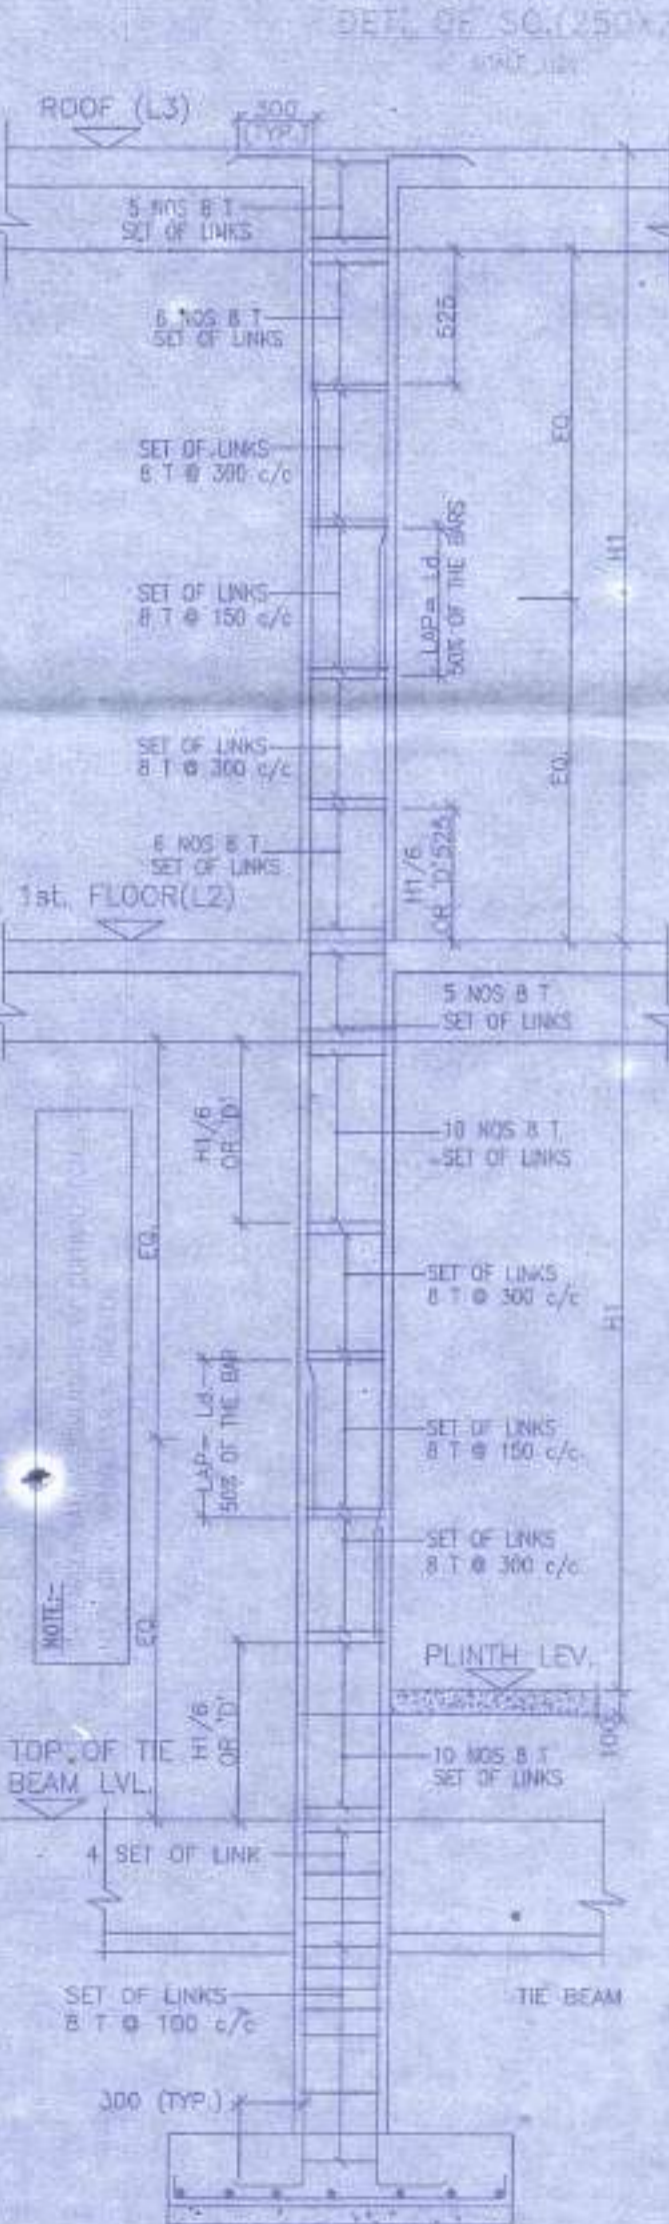 DET. OF SQ.(250X
ROOF (L3)
300
(TYP.)
5 NOS 8 T
SET OF LINKS
6 NOS 8 T
SET OF LINKS
525
SET OF LINKS
8 T @ 300 c/c
EQ.
H1
SET OF LINKS
8 T @ 150 c/c
LAP= Ld
50% OF THE BARS
SET OF LINKS
8 T @ 300 c/c
EQ.
6 NOS 8 T
SET OF LINKS
H1/6
OR 'D' 525
1st. FLOOR(L2)
5 NOS 8 T
SET OF LINKS
H1/6
OR 'D'
10 NOS 8 T
SET OF LINKS
EQ.
SET OF LINKS
8 T @ 300 c/c
H1
LAP= Ld.
50% OF THE BAR
SET OF LINKS
8 T @ 150 c/c
SET OF LINKS
8 T @ 300 c/c
NOTE:-
EQ
PLINTH LEV.
H1/6
OR 'D'
100
TOP OF TIE
BEAM LVL.
10 NOS 8 T
SET OF LINKS
4 SET OF LINK
SET OF LINKS
8 T @ 100 c/c
TIE BEAM
300 (TYP.)